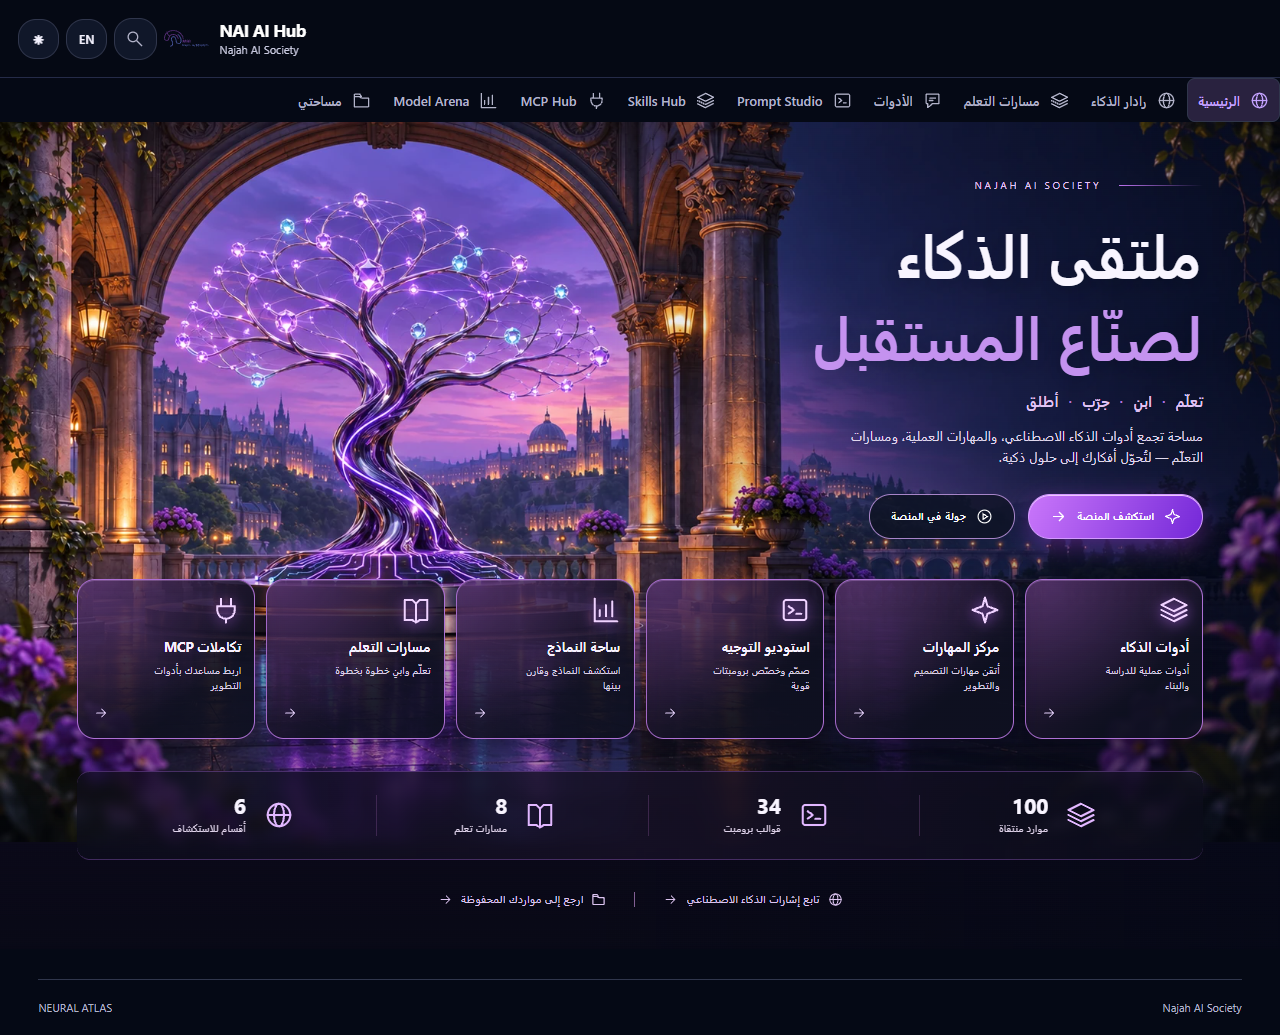 NAI AI Hub
Najah AI Society
EN
الرئيسية
رادار الذكاء
مسارات التعلم
الأدوات
Prompt Studio
Skills Hub
MCP Hub
Model Arena
مساحتي
NAJAH AI SOCIETY
ملتقى الذكاء
لصنّاع المستقبل
تعلّم · ابنِ · جرّب · أطلق
مساحة تجمع أدوات الذكاء الاصطناعي، والمهارات العملية، ومسارات
التعلّم — لتُحوّل أفكارك إلى حلول ذكية.
استكشف المنصة
جولة في المنصة
أدوات الذكاء
أدوات عملية للدراسة
والبناء
مركز المهارات
أتقن مهارات التصميم
والتطوير
استوديو التوجيه
صمّم وخصّص برومبتات
قوية
ساحة النماذج
استكشف النماذج وقارن
بينها
مسارات التعلم
تعلّم وابنِ خطوة بخطوة
تكاملات MCP
اربط مساعدك بأدوات
التطوير
100
موارد منتقاة
34
قوالب برومبت
8
مسارات تعلم
6
أقسام للاستكشاف
تابع إشارات الذكاء الاصطناعي
ارجع إلى مواردك المحفوظة
Najah AI Society
NEURAL ATLAS